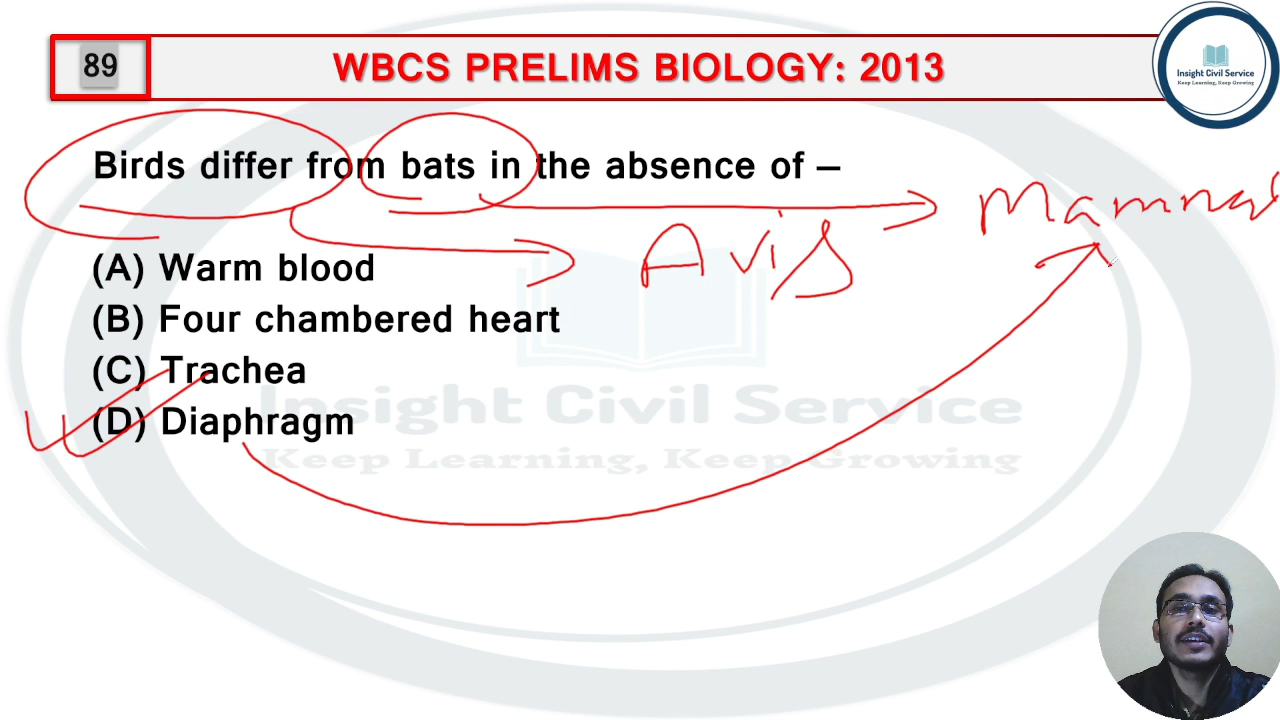 89
WBCS PRELIMS BIOLOGY: 2013
Insight Civil Service
Keep Learning, Keep Growing
Birds differ from bats in the absence of –
Mammal
Avis
(A) Warm blood
(B) Four chambered heart
(C) Trachea
(D) Diaphragm
Insight Civil Service
Keep Learning, Keep Growing